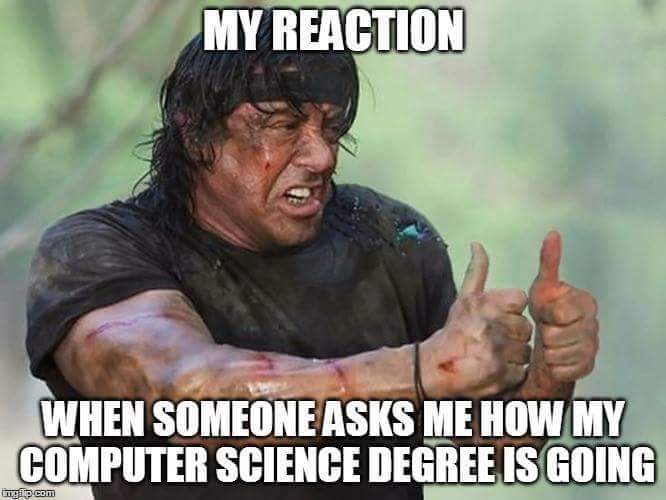 MY REACTION
WHEN SOMEONE ASKS ME HOW MY
COMPUTER SCIENCE DEGREE IS GOING
imgflip.com